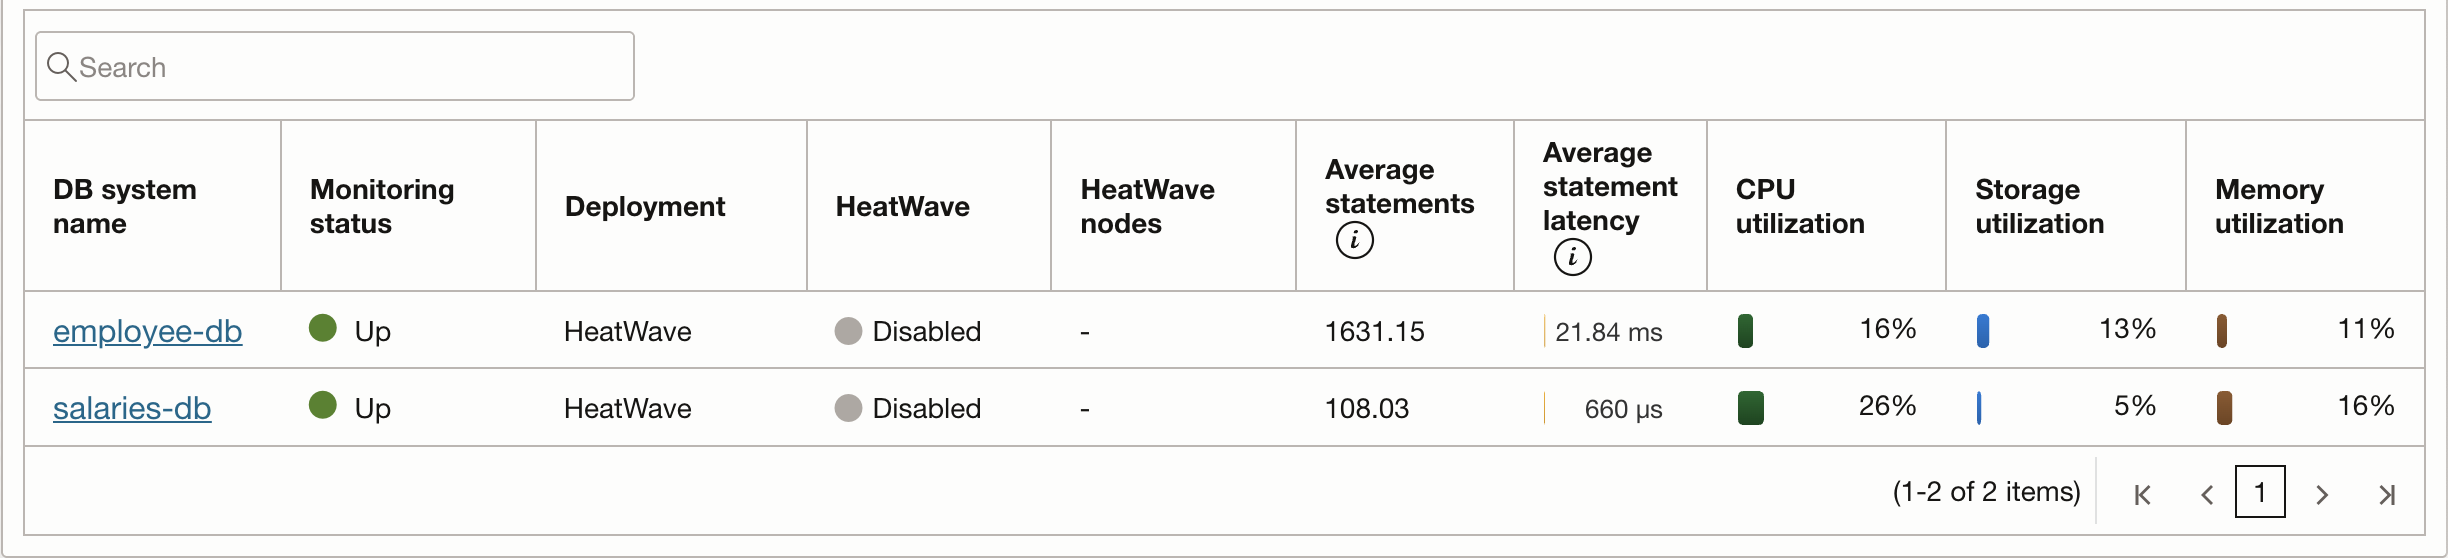 Search
DB system name
Monitoring status
Deployment
HeatWave
HeatWave nodes
Average statements i
Average statement latency i
CPU utilization
Storage utilization
Memory utilization
employee-db Up HeatWave Disabled - 1631.15 21.84 ms 16% 13% 11%
salaries-db Up HeatWave Disabled - 108.03 660 µs 26% 5% 16%
(1-2 of 2 items) 1